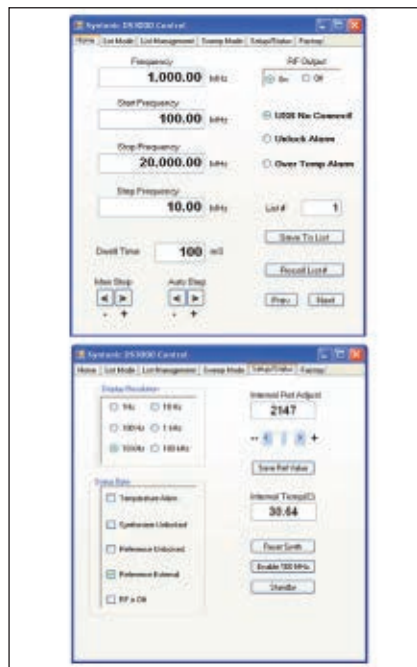 Syntonic DS3000 Control
Home List Mode List Management Sweep Mode Setup/Status Factory
Frequency
1,000.00 MHz
RF Output
On Off
Start Frequency
100.00 MHz
USB No Connect!
Unlock Alarm
Stop Frequency
20,000.00 MHz
Over Temp Alarm
Step Frequency
10.00 MHz
List # 1
Save To List
Dwell Time 100 mS
Recall List#
Man Step Auto Step
Prev Next
- + - +
Syntonic DS3000 Control
Home List Mode List Management Sweep Mode Setup/Status Factory
Display Resolution
1 Hz 10 Hz
100 Hz 1 kHz
10 kHz 100 kHz
Internal Ref Adjust
2147
-- +
Save Ref Value
Status Byte
Temperature Alarm
Synthesizer Unlocked
Reference Unlocked
Reference External
RF is Off
Internal Temp(C)
30.64
Reset Synth
Enable 100 MHz
Standby